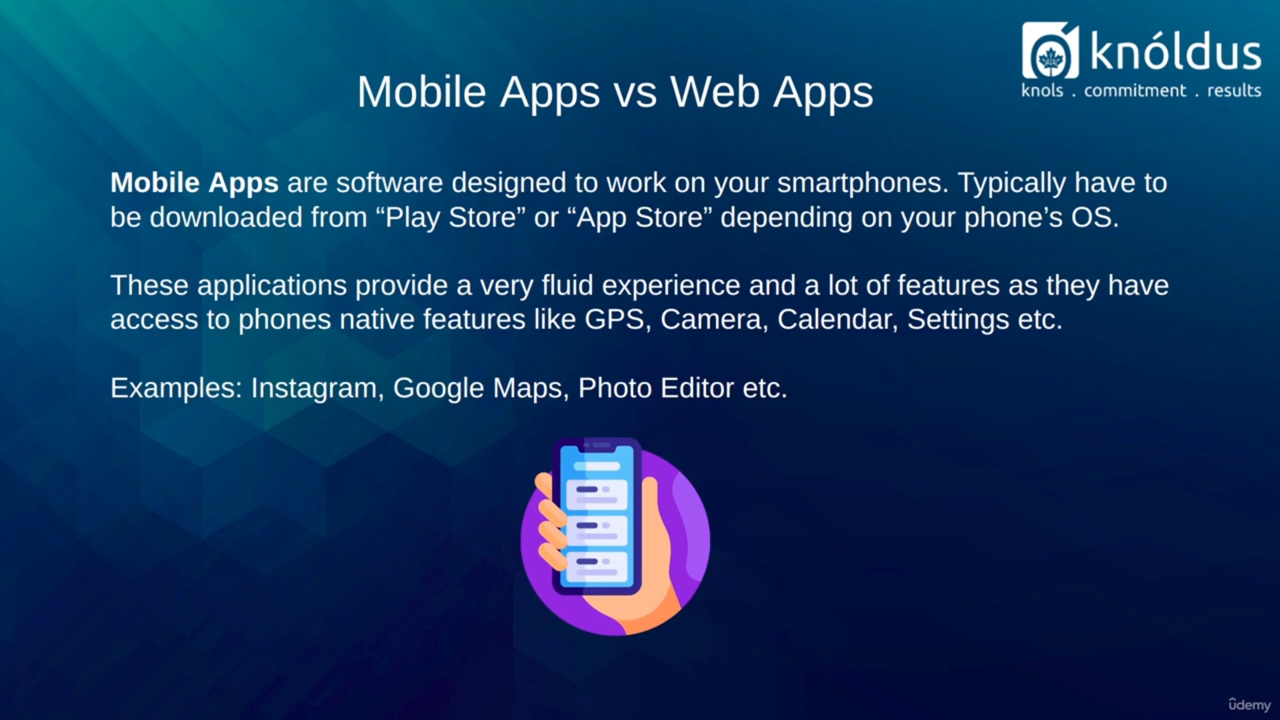 knóldus
knols . commitment . results
Mobile Apps vs Web Apps
Mobile Apps are software designed to work on your smartphones. Typically have to
be downloaded from “Play Store” or “App Store” depending on your phone’s OS.
These applications provide a very fluid experience and a lot of features as they have
access to phones native features like GPS, Camera, Calendar, Settings etc.
Examples: Instagram, Google Maps, Photo Editor etc.
ûdemy